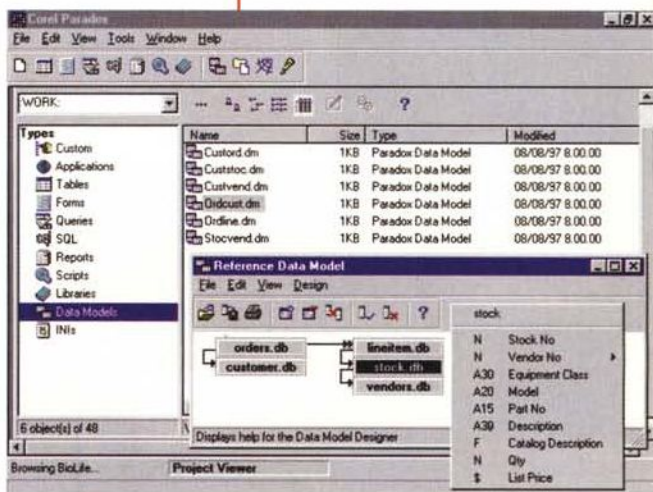 Corel Paradox
File Edit View Tools Window Help
:WORK:
Types
Custom
Applications
Tables
Forms
Queries
SQL
Reports
Scripts
Libraries
Data Models
INIs
Name Size Type Modified
Custord.dm 1KB Paradox Data Model 08/08/97 8.00.00
Custstoc.dm 1KB Paradox Data Model 08/08/97 8.00.00
Custvend.dm 1KB Paradox Data Model 08/08/97 8.00.00
Ordcust.dm 1KB Paradox Data Model 08/08/97 8.00.00
Ordline.dm 1KB Paradox Data Model 08/08/97 8.00.00
Stocvend.dm 1KB Paradox Data Model 08/08/97 8.00.00
Reference Data Model
File Edit View Design
orders.db
customer.db
lineitem.db
stock.db
vendors.db
Displays help for the Data Model Designer
stock
N Stock No
N Vendor No
A30 Equipment Class
A20 Model
A15 Part No
A30 Description
F Catalog Description
N Qty
$ List Price
6 object(s) of 48
Browsing BioLife...
Project Viewer